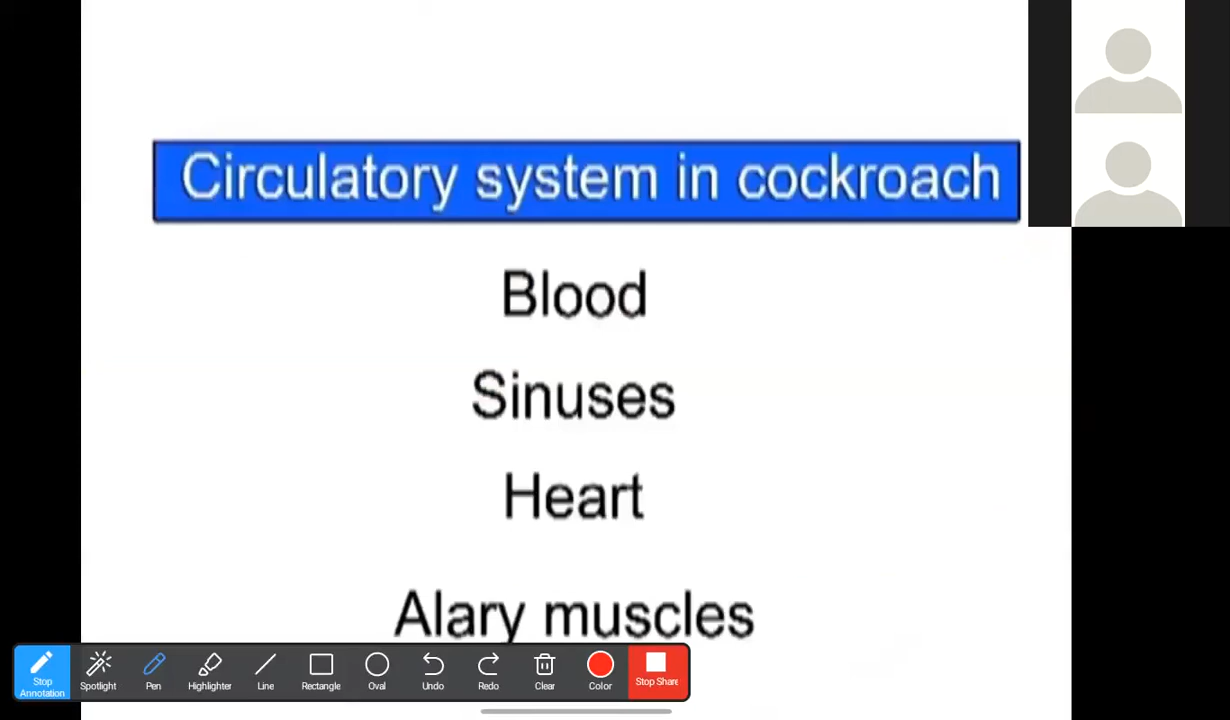 Circulatory system in cockroach
Blood
Sinuses
Heart
Alary muscles
Stop Annotation
Spotlight
Pen
Highlighter
Line
Rectangle
Oval
Undo
Redo
Clear
Color
Stop Share